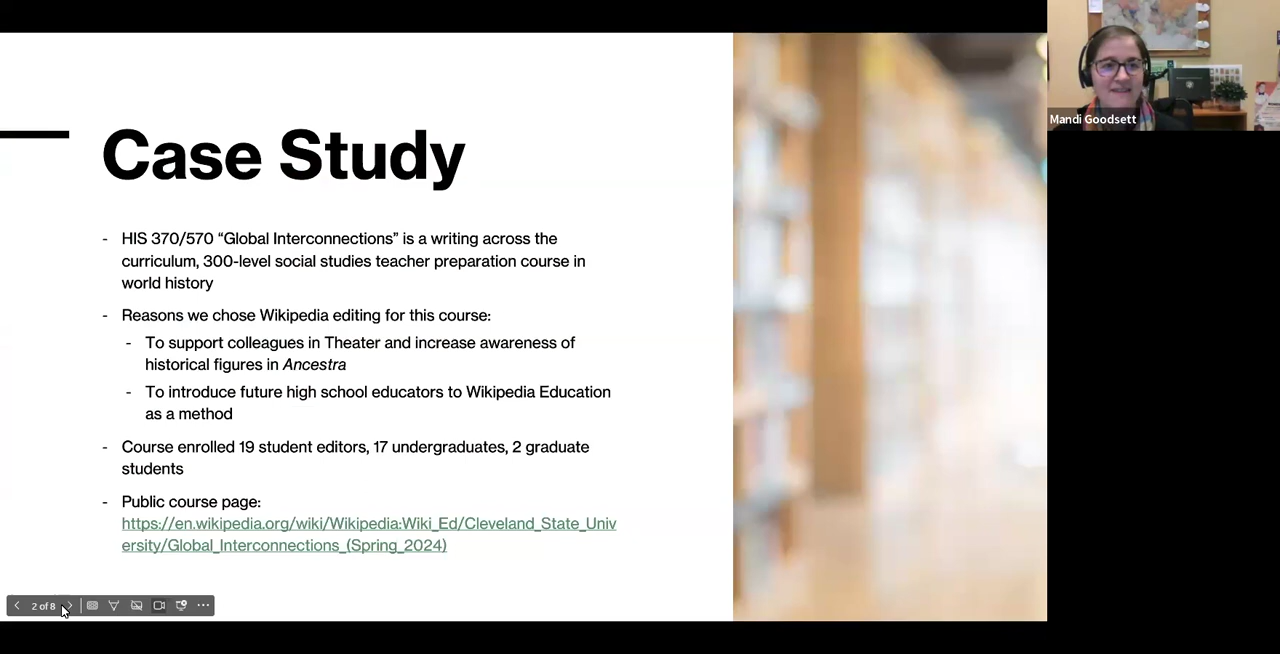 Case Study
- HIS 370/570 “Global Interconnections” is a writing across the
curriculum, 300-level social studies teacher preparation course in
world history
- Reasons we chose Wikipedia editing for this course:
- To support colleagues in Theater and increase awareness of
historical figures in Ancestra
- To introduce future high school educators to Wikipedia Education
as a method
- Course enrolled 19 student editors, 17 undergraduates, 2 graduate
students
- Public course page:
https://en.wikipedia.org/wiki/Wikipedia:Wiki_Ed/Cleveland_State_Univ
ersity/Global_Interconnections_(Spring_2024)
2 of 8
Mandi Goodsett